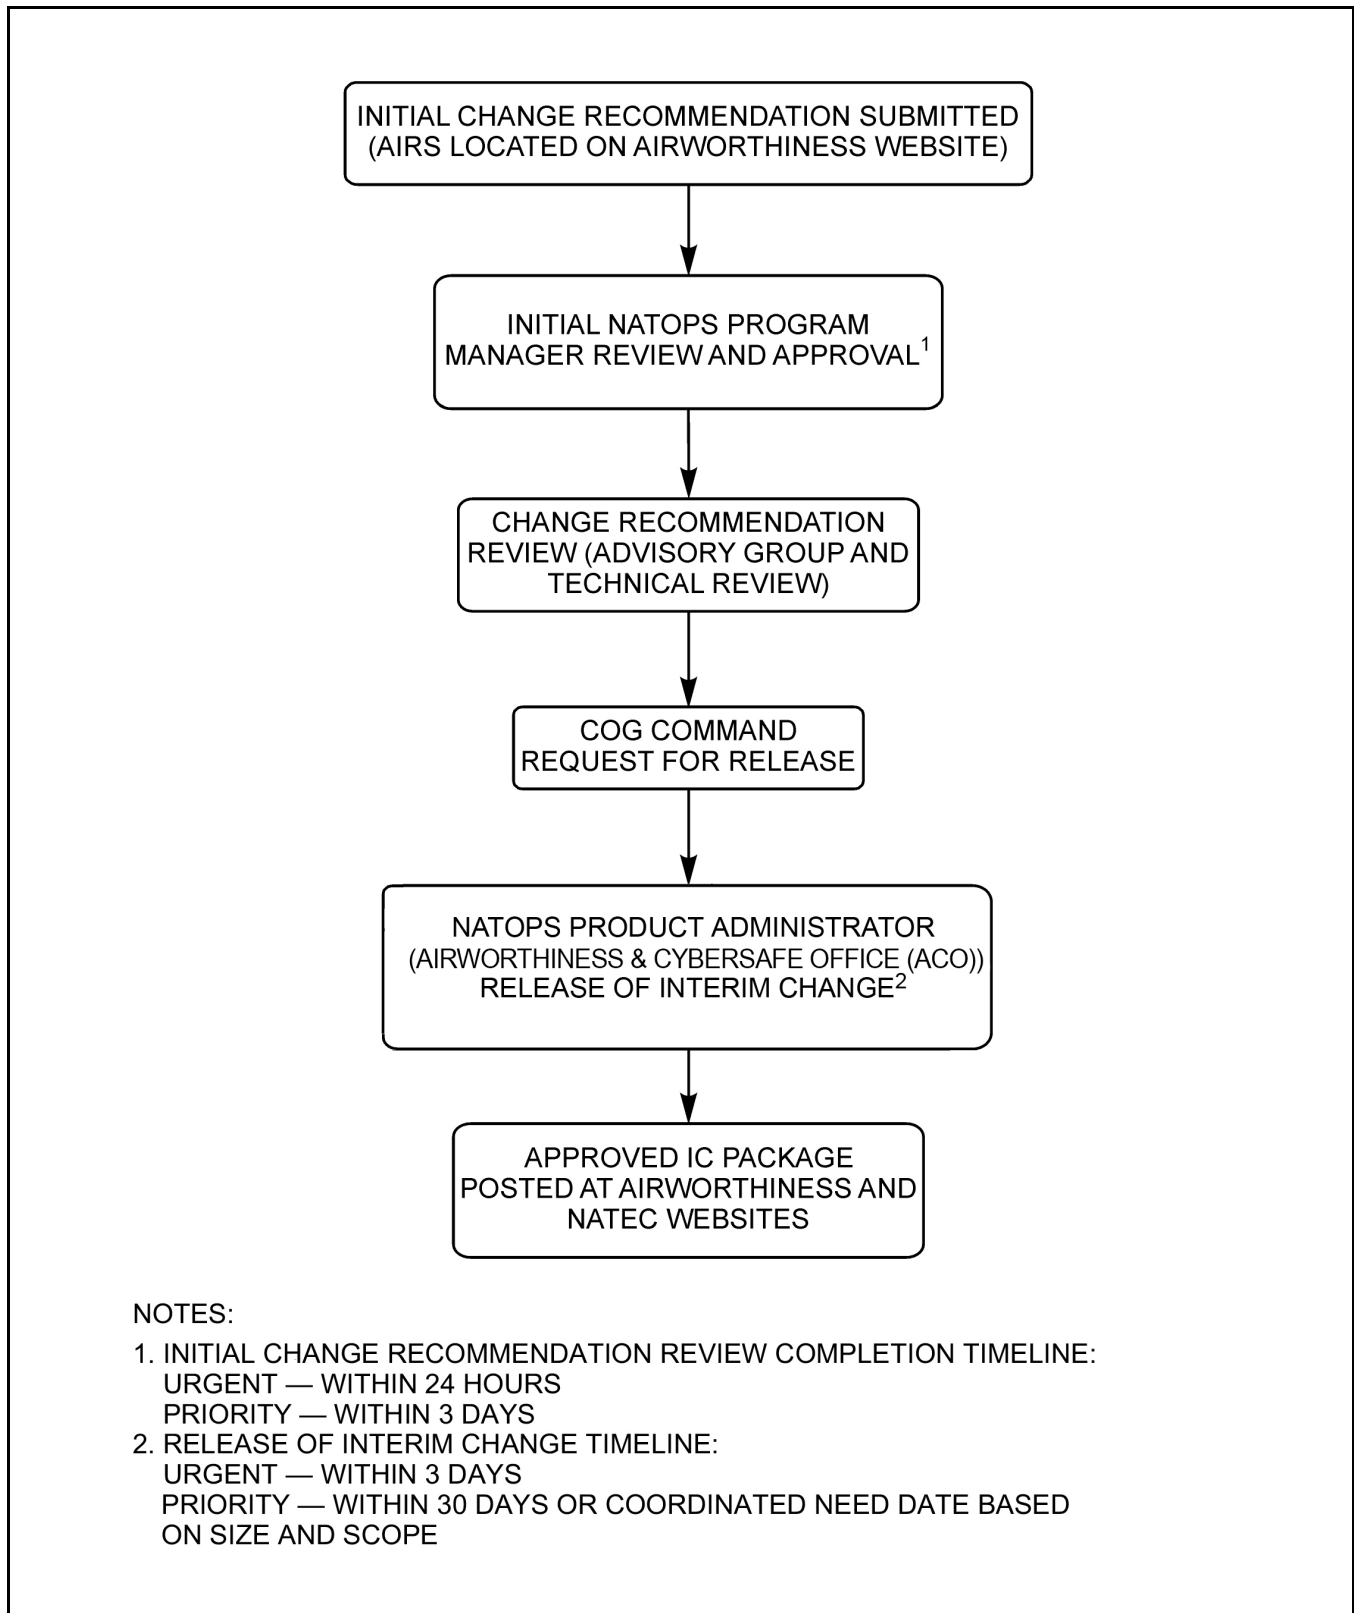 INITIAL CHANGE RECOMMENDATION SUBMITTED
(AIRS LOCATED ON AIRWORTHINESS WEBSITE)
INITIAL NATOPS PROGRAM
MANAGER REVIEW AND APPROVAL1
CHANGE RECOMMENDATION
REVIEW (ADVISORY GROUP AND
TECHNICAL REVIEW)
COG COMMAND
REQUEST FOR RELEASE
NATOPS PRODUCT ADMINISTRATOR
(AIRWORTHINESS & CYBERSAFE OFFICE (ACO))
RELEASE OF INTERIM CHANGE2
APPROVED IC PACKAGE
POSTED AT AIRWORTHINESS AND
NATEC WEBSITES
NOTES:
1. INITIAL CHANGE RECOMMENDATION REVIEW COMPLETION TIMELINE:
URGENT — WITHIN 24 HOURS
PRIORITY — WITHIN 3 DAYS
2. RELEASE OF INTERIM CHANGE TIMELINE:
URGENT — WITHIN 3 DAYS
PRIORITY — WITHIN 30 DAYS OR COORDINATED NEED DATE BASED
ON SIZE AND SCOPE